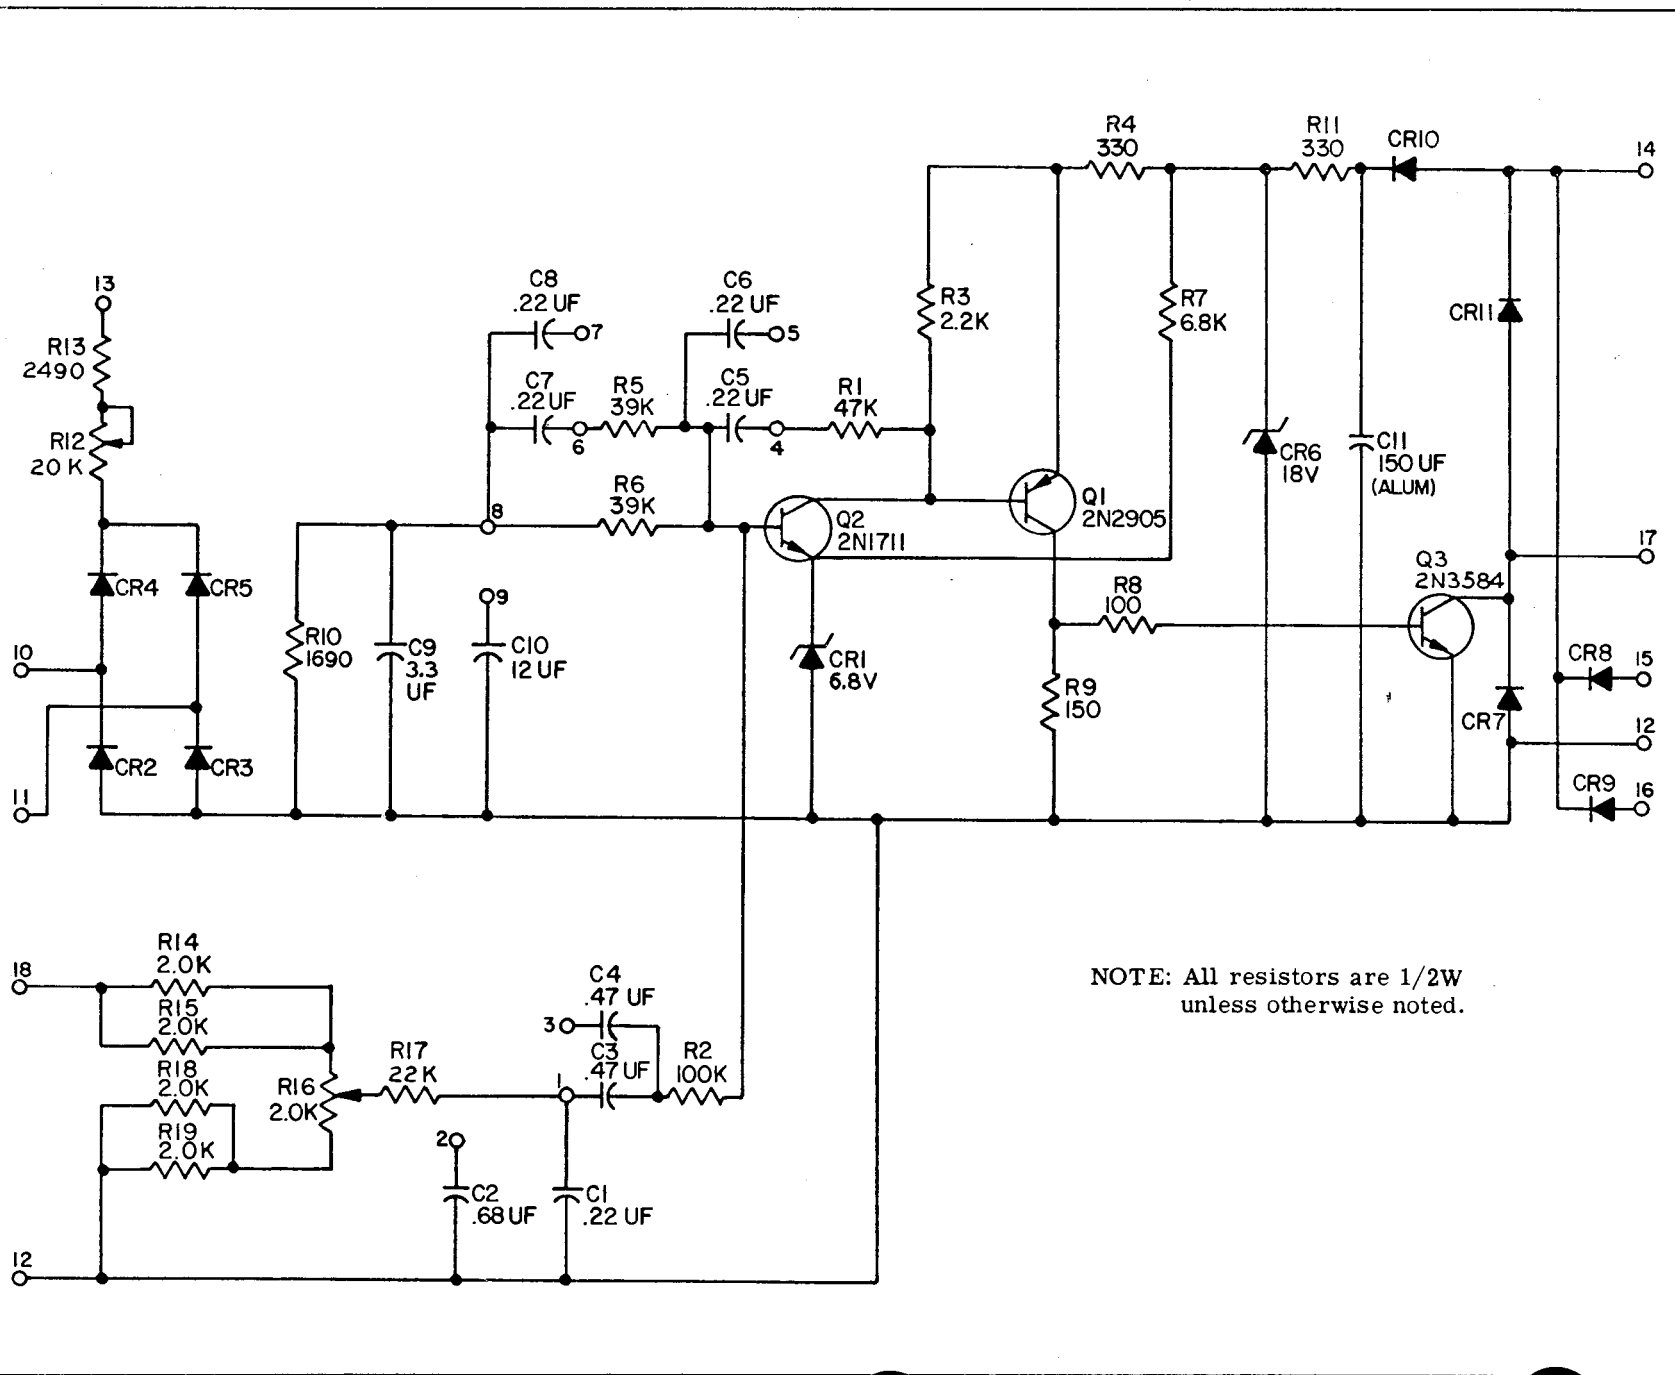 R4
330
R11
330
CR10
14
13
R13
2490
R12
20 K
C8
.22 UF
7
C6
.22 UF
5
C7
.22 UF
R5
39K
6
C5
.22 UF
4
R1
47K
R3
2.2K
R7
6.8K
CR11
CR6
18V
C11
150 UF
(ALUM)
8
R6
39K
Q2
2N1711
Q1
2N2905
17
Q3
2N3584
CR4
CR5
10
R10
1690
C9
3.3
UF
9
C10
12 UF
CR1
6.8V
R8
100
R9
150
CR8
15
CR7
12
CR2
CR3
11
CR9
16
18
R14
2.0K
R15
2.0K
R18
2.0K
R19
2.0K
R16
2.0K
R17
22 K
C4
.47 UF
3
C3
.47 UF
1
R2
100K
2
C2
.68 UF
C1
.22 UF
12
NOTE: All resistors are 1/2W
unless otherwise noted.